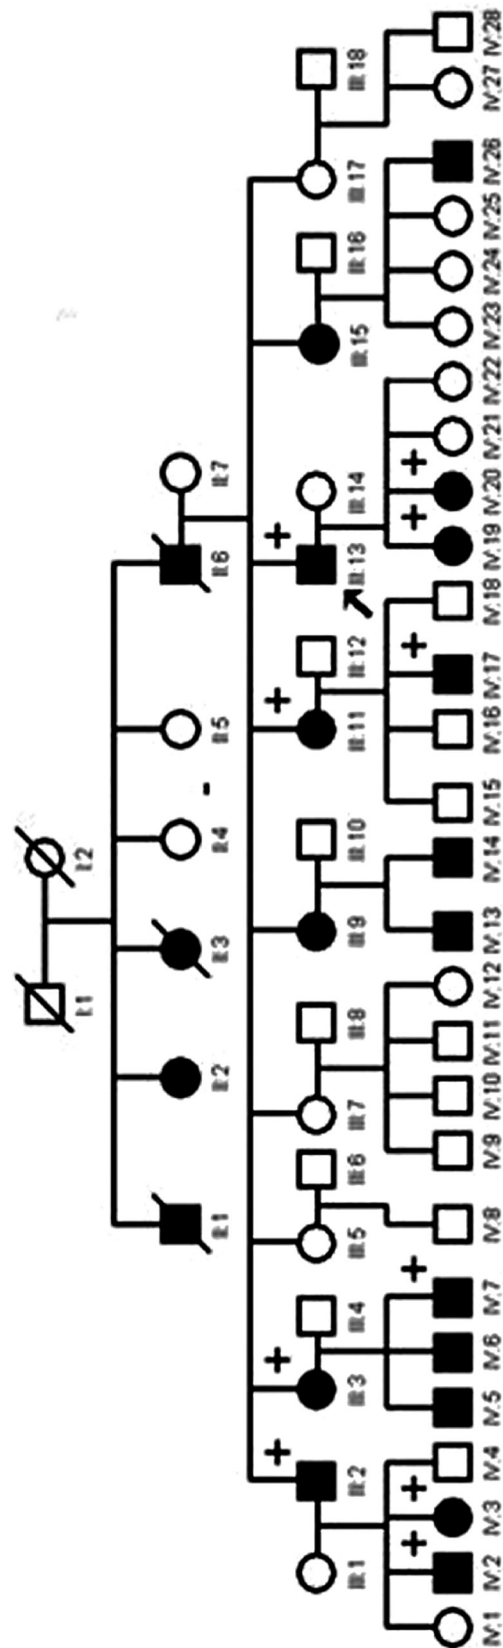 I:1 I:2
II:1 II:2 II:3 II:4 II:5 II:6 II:7
-
+ + + +
III:1 III:2 III:3 III:4 III:5 III:6 III:7 III:8 III:9 III:10 III:11 III:12 III:13 III:14 III:15 III:16 III:17 III:18
+ + + + + +
IV:1 IV:2 IV:3 IV:4 IV:5 IV:6 IV:7 IV:8 IV:9 IV:10 IV:11 IV:12 IV:13 IV:14 IV:15 IV:16 IV:17 IV:18 IV:19 IV:20 IV:21 IV:22 IV:23 IV:24 IV:25 IV:26 IV:27 IV:28